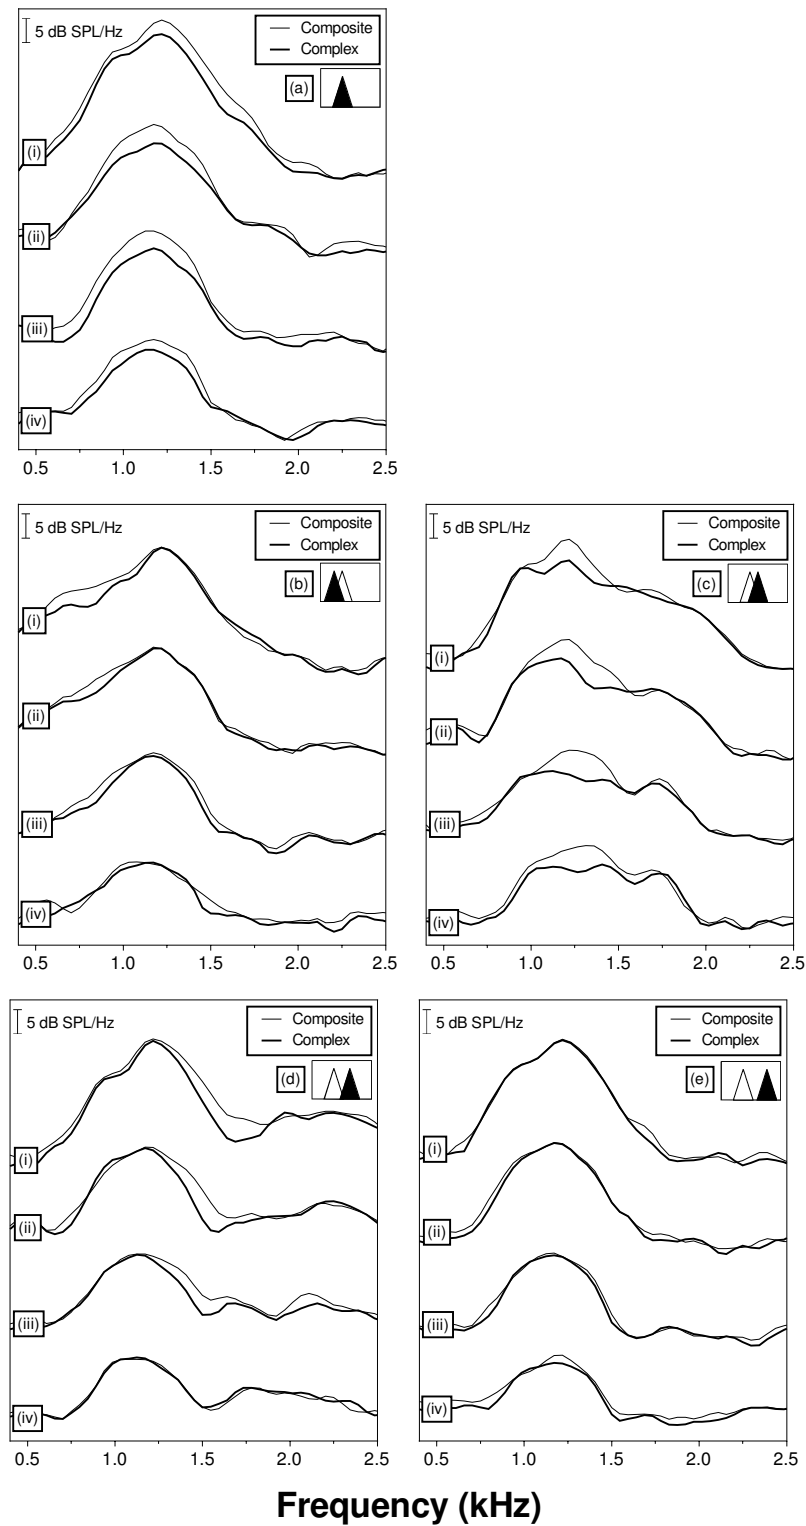 5 dB SPL/Hz
Composite
Complex
(a)
(i)
(ii)
(iii)
(iv)
0.5 1.0 1.5 2.0 2.5
5 dB SPL/Hz
Composite
Complex
(b)
(i)
(ii)
(iii)
(iv)
0.5 1.0 1.5 2.0 2.5
5 dB SPL/Hz
Composite
Complex
(c)
(i)
(ii)
(iii)
(iv)
0.5 1.0 1.5 2.0 2.5
5 dB SPL/Hz
Composite
Complex
(d)
(i)
(ii)
(iii)
(iv)
0.5 1.0 1.5 2.0 2.5
5 dB SPL/Hz
Composite
Complex
(e)
(i)
(ii)
(iii)
(iv)
0.5 1.0 1.5 2.0 2.5
Frequency (kHz)